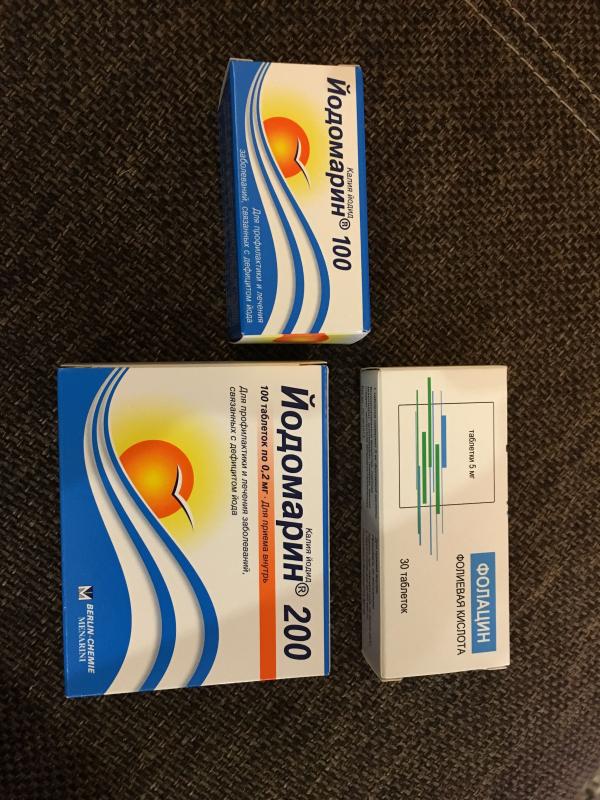 Калия йодид
Йодомарин® 100
Для профилактики и лечения
заболеваний, связанных с дефицитом йода
Калия йодид
Йодомарин® 200
100 таблеток по 0,2 мг · Для приема внутрь
Для профилактики и лечения заболеваний,
связанных с дефицитом йода
BERLIN-CHEMIE
MENARINI
ФОЛАЦИН
ФОЛИЕВАЯ КИСЛОТА
таблетки 5 мг
30 таблеток